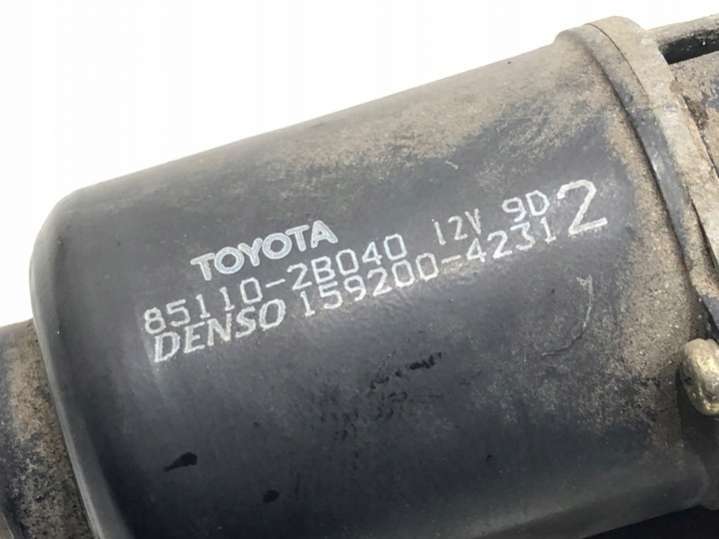 TOYOTA
85110-2B040 12V 9D
DENSO 159200-4231 2